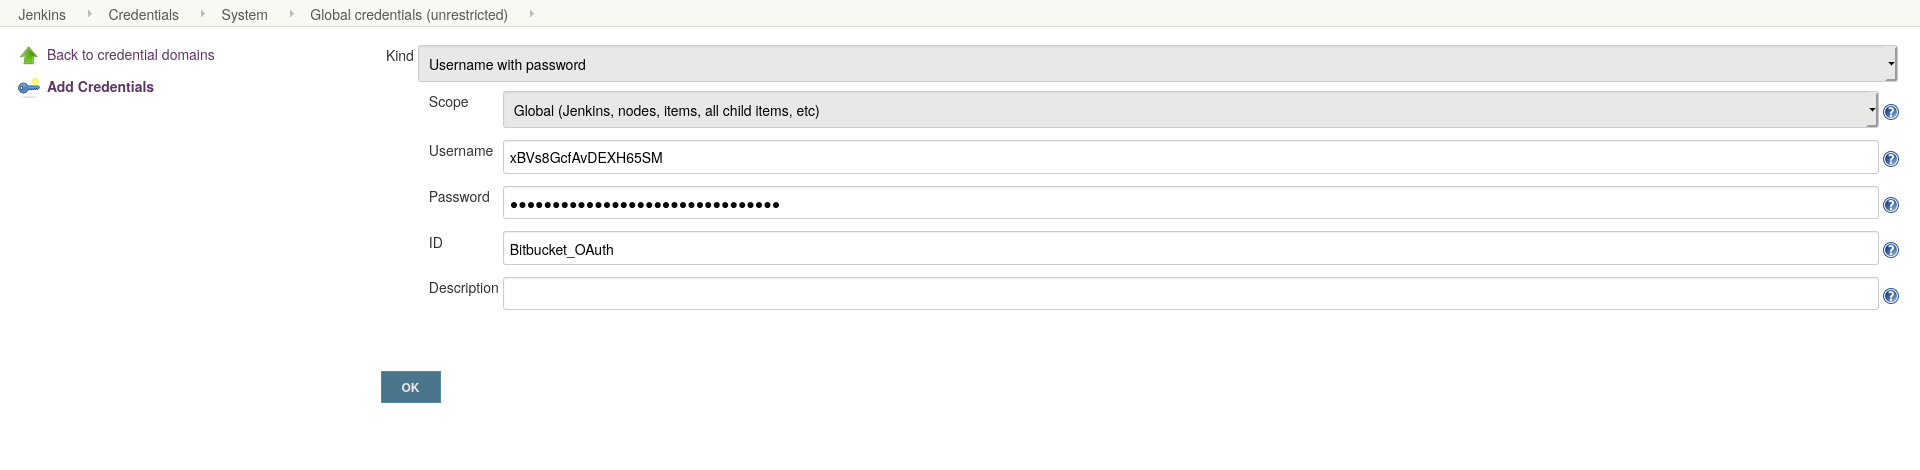 Jenkins Credentials System Global credentials (unrestricted)
Back to credential domains
Add Credentials
Kind Username with password
Scope Global (Jenkins, nodes, items, all child items, etc)
Username xBVs8GcfAvDEXH65SM
Password ••••••••••••••••••••••••••••••••
ID Bitbucket_OAuth
Description
OK